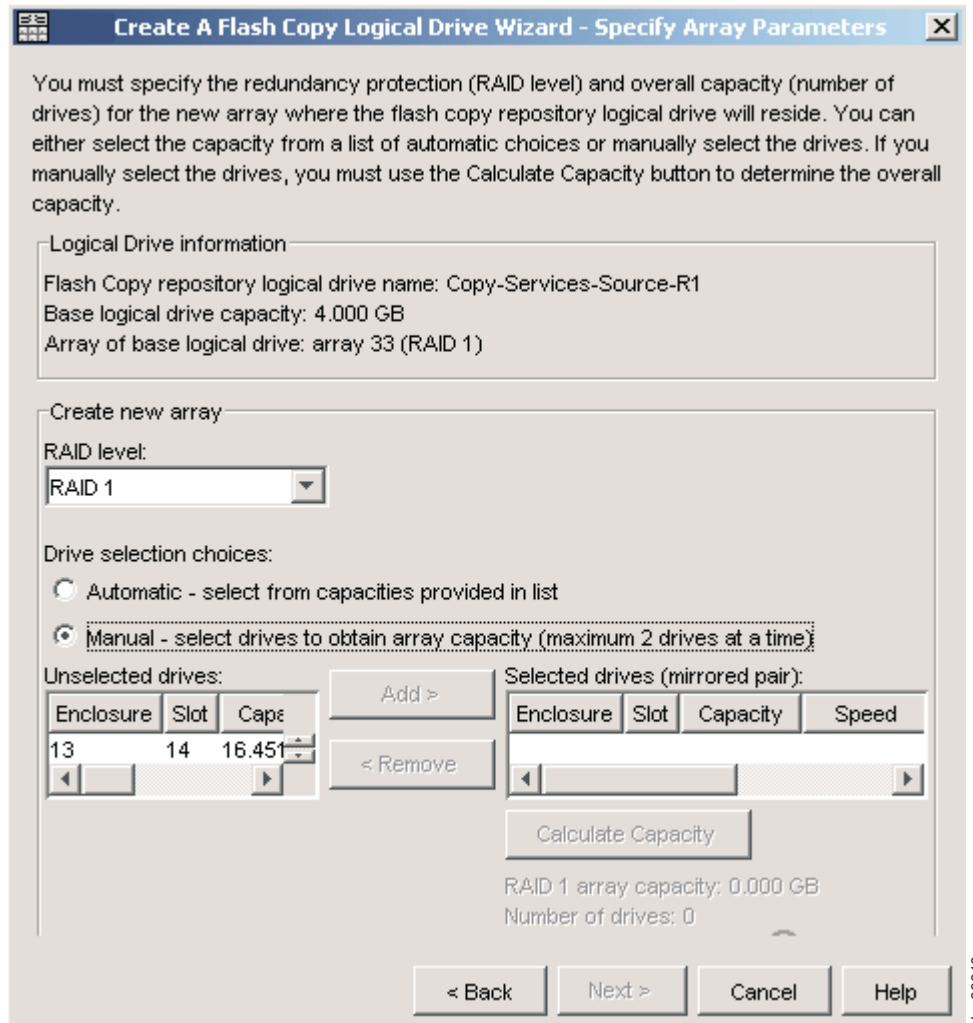 Create A Flash Copy Logical Drive Wizard - Specify Array Parameters
You must specify the redundancy protection (RAID level) and overall capacity (number of
drives) for the new array where the flash copy repository logical drive will reside. You can
either select the capacity from a list of automatic choices or manually select the drives. If you
manually select the drives, you must use the Calculate Capacity button to determine the overall
capacity.
Logical Drive information
Flash Copy repository logical drive name: Copy-Services-Source-R1
Base logical drive capacity: 4.000 GB
Array of base logical drive: array 33 (RAID 1)
Create new array
RAID level:
RAID 1
Drive selection choices:
Automatic - select from capacities provided in list
Manual - select drives to obtain array capacity (maximum 2 drives at a time)
Unselected drives:
Enclosure Slot Capa
13 14 16.451
Add >
< Remove
Selected drives (mirrored pair):
Enclosure Slot Capacity Speed
Calculate Capacity
RAID 1 array capacity: 0.000 GB
Number of drives: 0
< Back Next > Cancel Help